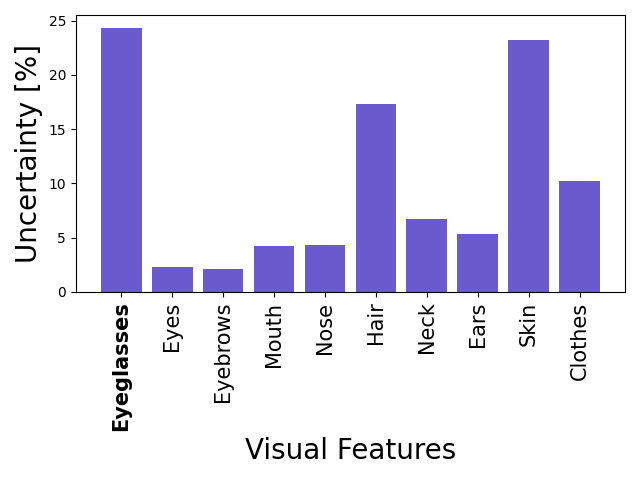 Uncertainty [%]
25
20
15
10
5
0
Eyeglasses
Eyes
Eyebrows
Mouth
Nose
Hair
Neck
Ears
Skin
Clothes
Visual Features